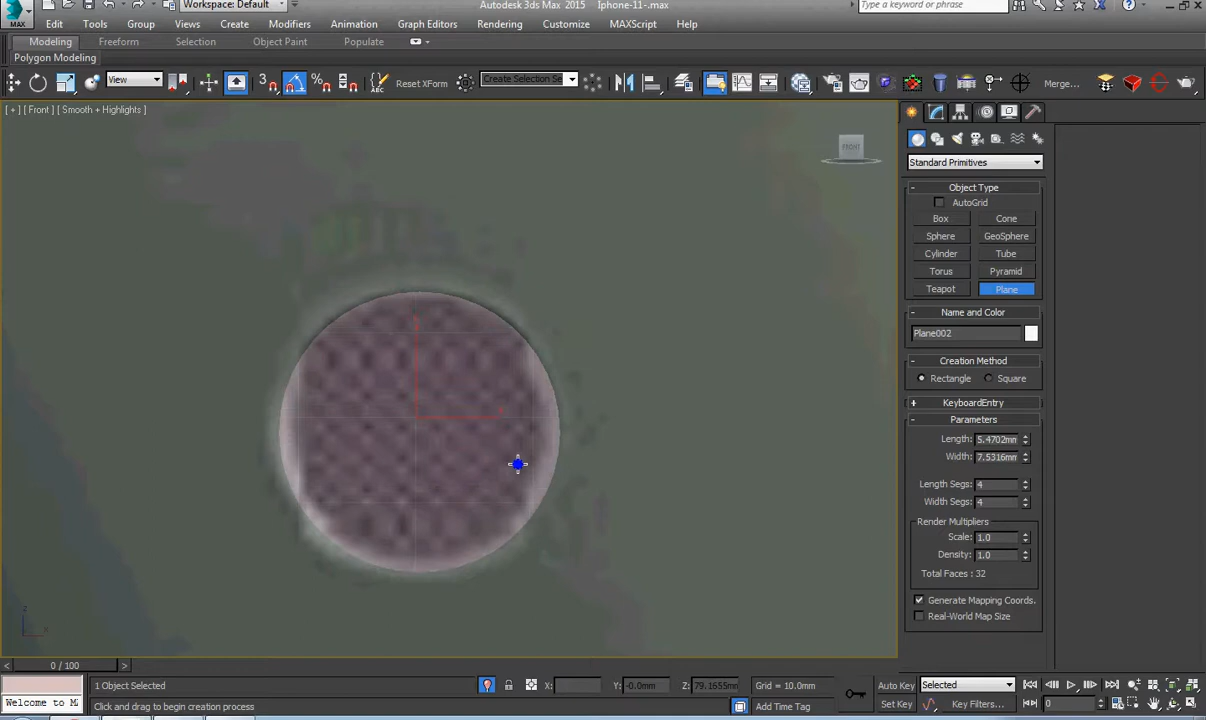 Workspace: Default
Autodesk 3ds Max 2015 Iphone-11-.max
Type a keyword or phrase
MAX
Edit Tools Group Views Create Modifiers Animation Graph Editors Rendering Customize MAXScript Help
Modeling Freeform Selection Object Paint Populate
Polygon Modeling
View 3 Reset XForm Create Selection Se Merge...
[ + ] [ Front ] [ Smooth + Highlights ]
FRONT
Standard Primitives
- Object Type
AutoGrid
Box Cone
Sphere GeoSphere
Cylinder Tube
Torus Pyramid
Teapot Plane
- Name and Color
Plane002
- Creation Method
Rectangle Square
+ KeyboardEntry
- Parameters
Length: 5.4702mm
Width: 7.5316mm
Length Segs: 4
Width Segs: 4
Render Multipliers
Scale: 1.0
Density: 1.0
Total Faces : 32
Generate Mapping Coords.
Real-World Map Size
< 0 / 100 >
1 Object Selected X: Y: -0.0mm Z: 79.1655mm Grid = 10.0mm Auto Key Selected
Welcome to M Click and drag to begin creation process Add Time Tag Set Key Key Filters... 0